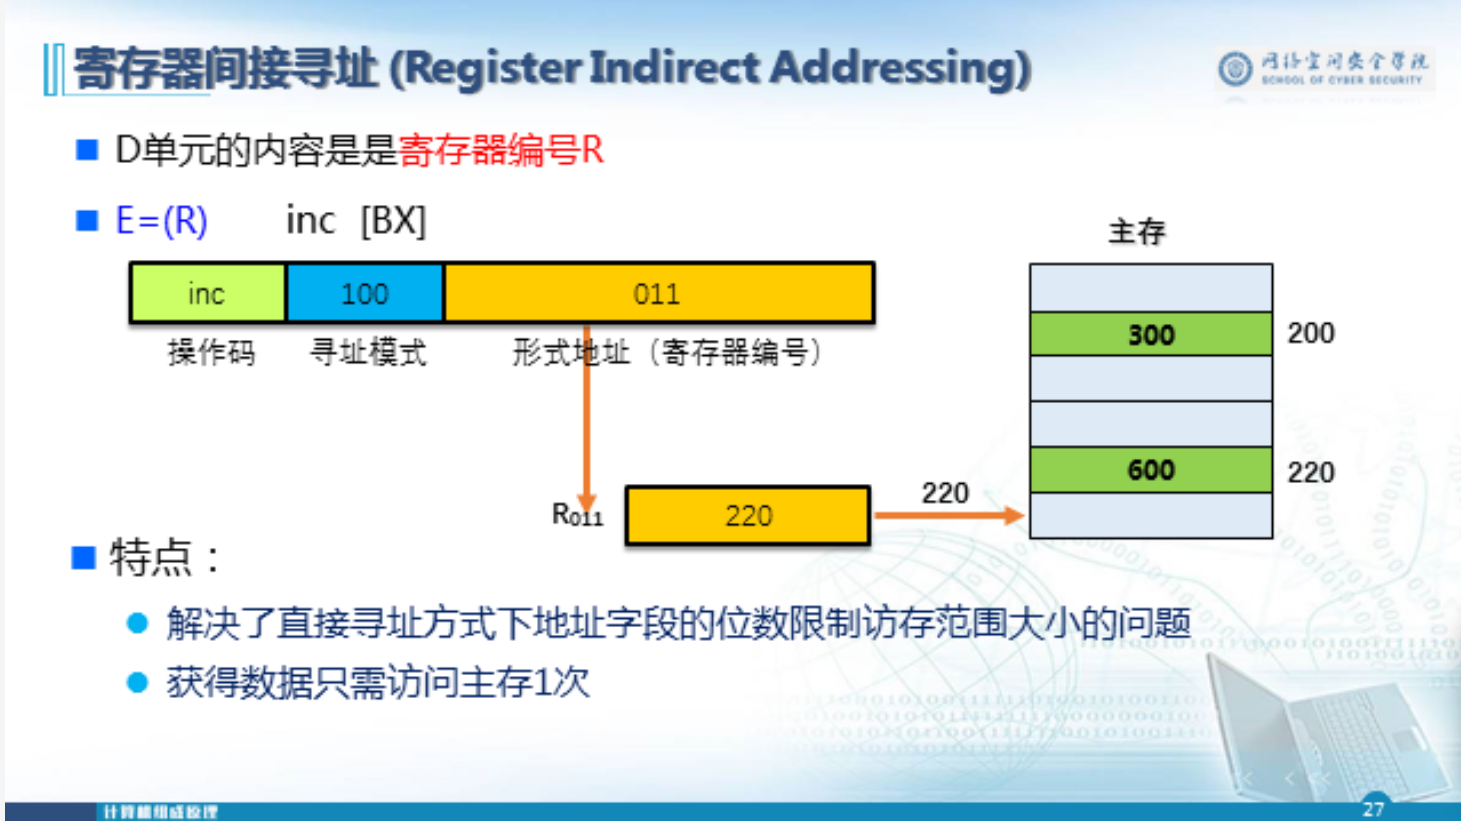 寄存器间接寻址 (Register Indirect Addressing)
网络空间安全学院
SCHOOL OF CYBER SECURITY
D单元的内容是是寄存器编号R
E=(R) inc [BX]
主存
inc 100 011
操作码 寻址模式 形式地址（寄存器编号）
300 200
600 220
R011 220 220
特点：
解决了直接寻址方式下地址字段的位数限制访存范围大小的问题
获得数据只需访问主存1次
计算机组成原理
27